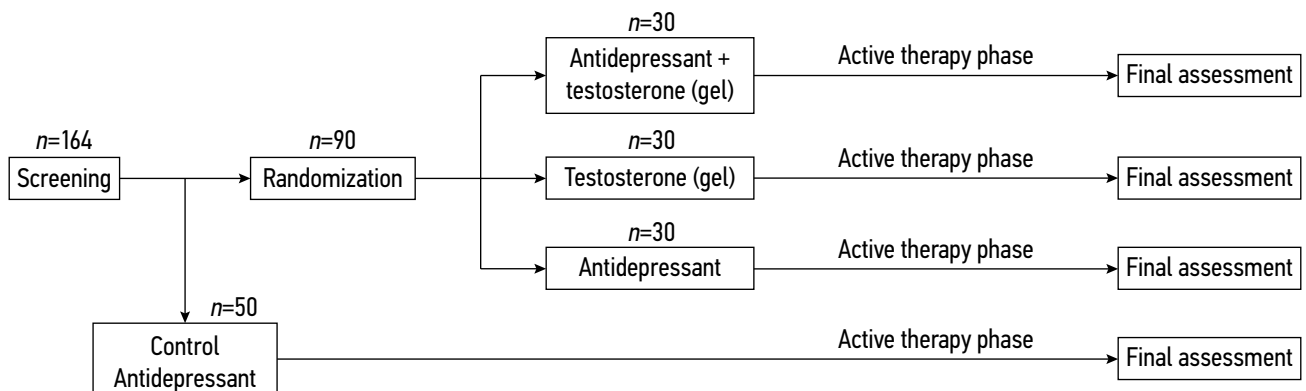 n=30
Antidepressant +
testosterone (gel)
Active therapy phase
Final assessment
n=164
Screening
n=90
Randomization
n=30
Testosterone (gel)
Active therapy phase
Final assessment
n=30
Antidepressant
Active therapy phase
Final assessment
n=50
Control
Antidepressant
Active therapy phase
Final assessment